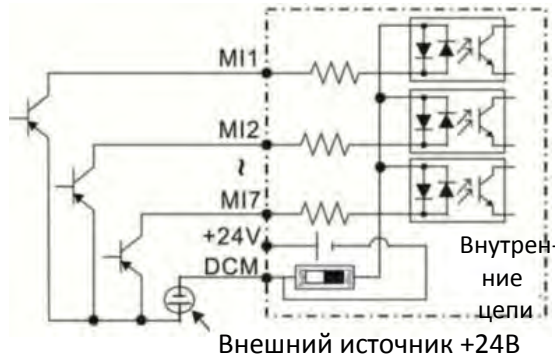 MI1
MI2
~
MI7
+24V
DCM
Внутрен-
ние
цепи
Внешний источник +24В